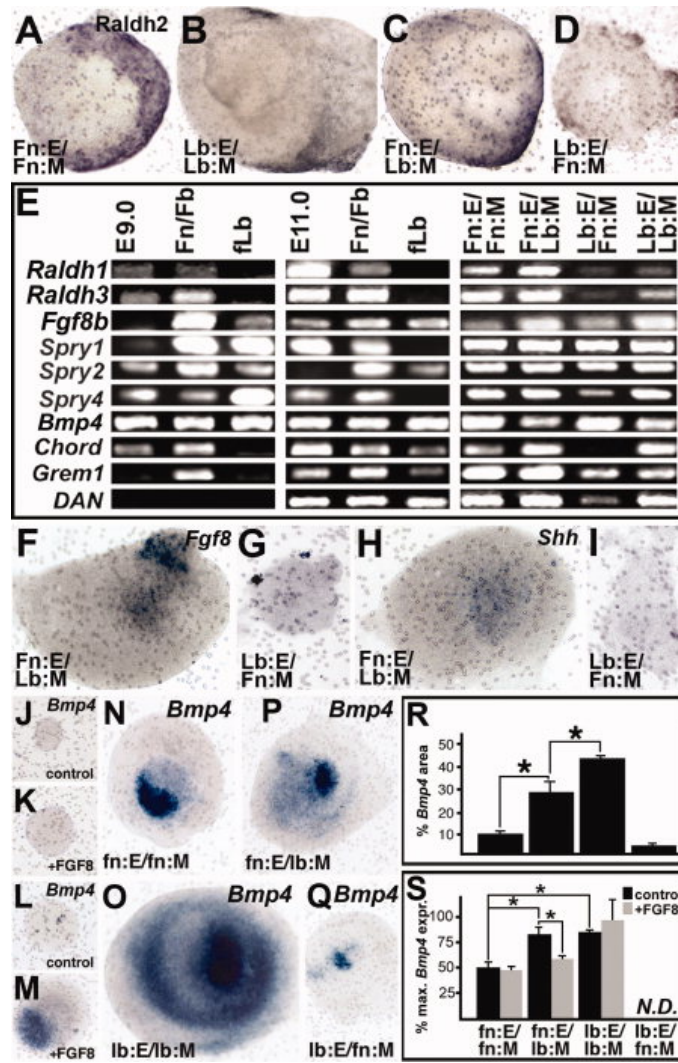 A Raldh2 B C D
Fn:E/ Fn:M
Lb:E/ Lb:M
Fn:E/ Lb:M
Lb:E/ Fn:M
E E9.0 Fn/Fb fLb E11.0 Fn/Fb fLb Fn:E/ Fn:M Fn:E/ Lb:M Lb:E/ Fn:M Lb:E/ Lb:M
Raldh1
Raldh3
Fgf8b
Spry1
Spry2
Spry4
Bmp4
Chord
Grem1
DAN
F Fgf8 G H Shh I
Fn:E/ Lb:M
Lb:E/ Fn:M
Fn:E/ Lb:M
Lb:E/ Fn:M
J Bmp4
control
K
+FGF8
L Bmp4
control
M
+FGF8
N Bmp4
fn:E/fn:M
P Bmp4
fn:E/lb:M
O Bmp4
lb:E/lb:M
Q Bmp4
lb:E/fn:M
R
% Bmp4 area
50
40
30
20
10
* *
S
control
+FGF8
% max. Bmp4 expr.
100
75
50
25
* * *
N.D.
fn:E/ fn:M
fn:E/ lb:M
lb:E/ lb:M
lb:E/ fn:M